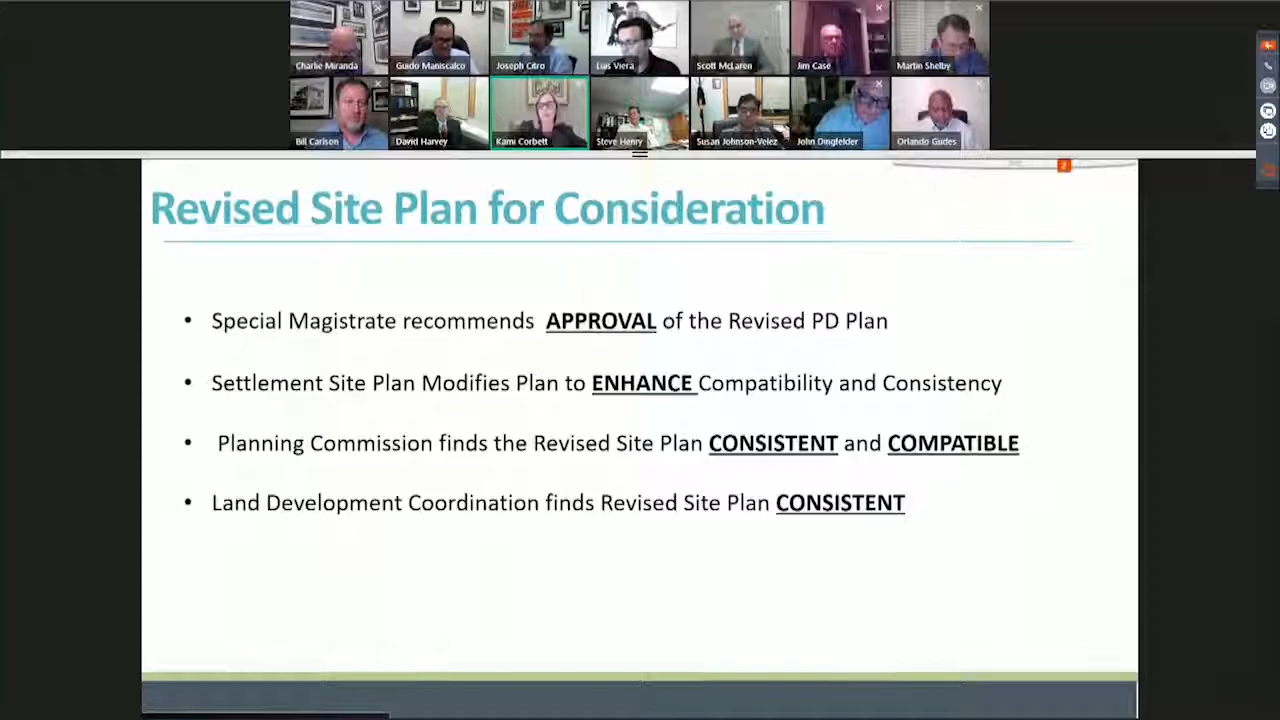 Charlie Miranda
Guido Maniscalco
Joseph Citro
Luis Viera
Scott McLaren
Jim Case
Martin Shelby
Bill Carlson
David Harvey
Kami Corbett
Steve Henry
Susan Johnson-Velez
John Dingfelder
Orlando Gudes
2
Revised Site Plan for Consideration
• Special Magistrate recommends APPROVAL of the Revised PD Plan
• Settlement Site Plan Modifies Plan to ENHANCE Compatibility and Consistency
• Planning Commission finds the Revised Site Plan CONSISTENT and COMPATIBLE
• Land Development Coordination finds Revised Site Plan CONSISTENT